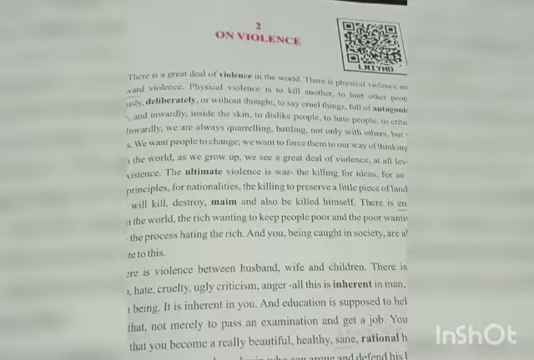 2
ON VIOLENCE
LNIYMD
There is a great deal of violence in the world. There is physical violence an
ward violence. Physical violence is to kill another, to hurt other peop
usly, deliberately, or without thought, to say cruel things, full of antagonis
, and inwardly, inside the skin, to dislike people, to hate people, to critic
Inwardly, we are always quarrelling, battling, not only with others, but
s. We want people to change; we want to force them to our way of thinking
the world, as we grow up, we see a great deal of violence, at all lev
xistence. The ultimate violence is war- the killing for ideas, for so
principles, for nationalities, the killing to preserve a little piece of land
will kill, destroy, maim and also be killed himself. There is en
n the world, the rich wanting to keep people poor and the poor wantin
the process hating the rich. And you, being caught in society, are al
te to this.
ere is violence between husband, wife and children. There is
, hate, cruelty, ugly criticism, anger -all this is inherent in man,
being. It is inherent in you. And education is supposed to hel
that, not merely to pass an examination and get a job. You
that you become a really beautiful, healthy, sane, rational h
who can argue and defend his
InShOt